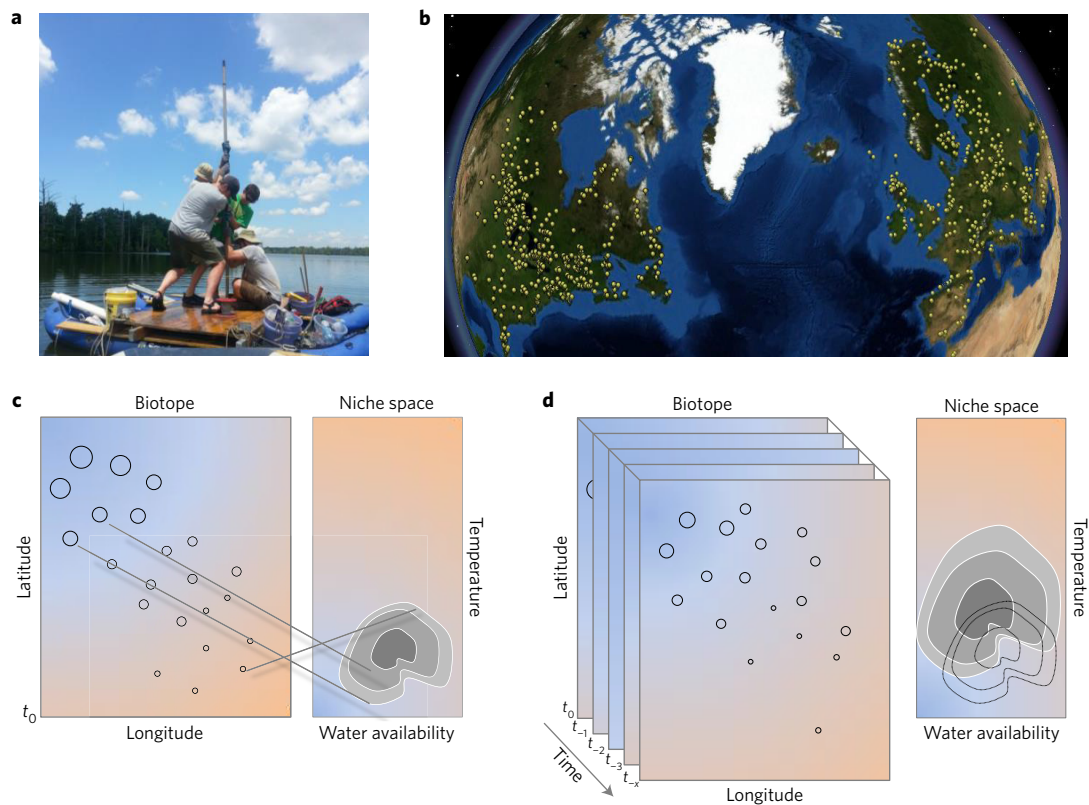 a
b
c
Biotope
Niche space
Latitude
Temperature
t0
Longitude
Water availability
d
Biotope
Niche space
Latitude
Temperature
t0
t−1
t−2
t−3
t−x
Time
Longitude
Water availability